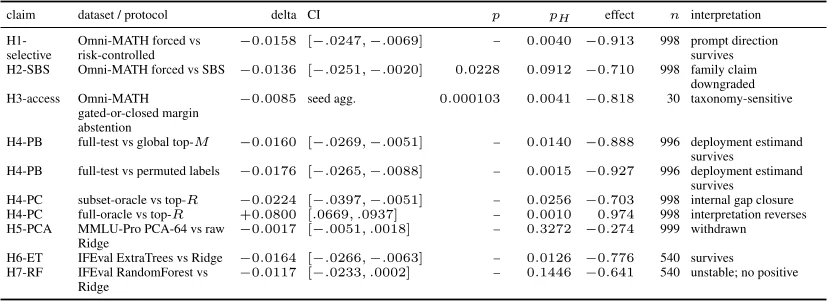 claim dataset / protocol delta CI p p_H effect n interpretation
H1- Omni-MATH forced vs −0.0158 [−.0247, −.0069] – 0.0040 −0.913 998 prompt direction
selective risk-controlled survives
H2-SBS Omni-MATH forced vs SBS −0.0136 [−.0251, −.0020] 0.0228 0.0912 −0.710 998 family claim
downgraded
H3-access Omni-MATH −0.0085 seed agg. 0.000103 0.0041 −0.818 30 taxonomy-sensitive
gated-or-closed margin
abstention
H4-PB full-test vs global top-M −0.0160 [−.0269, −.0051] – 0.0140 −0.888 996 deployment estimand
survives
H4-PB full-test vs permuted labels −0.0176 [−.0265, −.0088] – 0.0015 −0.927 996 deployment estimand
survives
H4-PC subset-oracle vs top-R −0.0224 [−.0397, −.0051] – 0.0256 −0.703 998 internal gap closure
H4-PC full-oracle vs top-R +0.0800 [.0669, .0937] – 0.0010 0.974 998 interpretation reverses
H5-PCA MMLU-Pro PCA-64 vs raw −0.0017 [−.0051, .0018] – 0.3272 −0.274 999 withdrawn
Ridge
H6-ET IFEval ExtraTrees vs Ridge −0.0164 [−.0266, −.0063] – 0.0126 −0.776 540 survives
H7-RF IFEval RandomForest vs −0.0117 [−.0233, .0002] – 0.1446 −0.641 540 unstable; no positive
Ridge